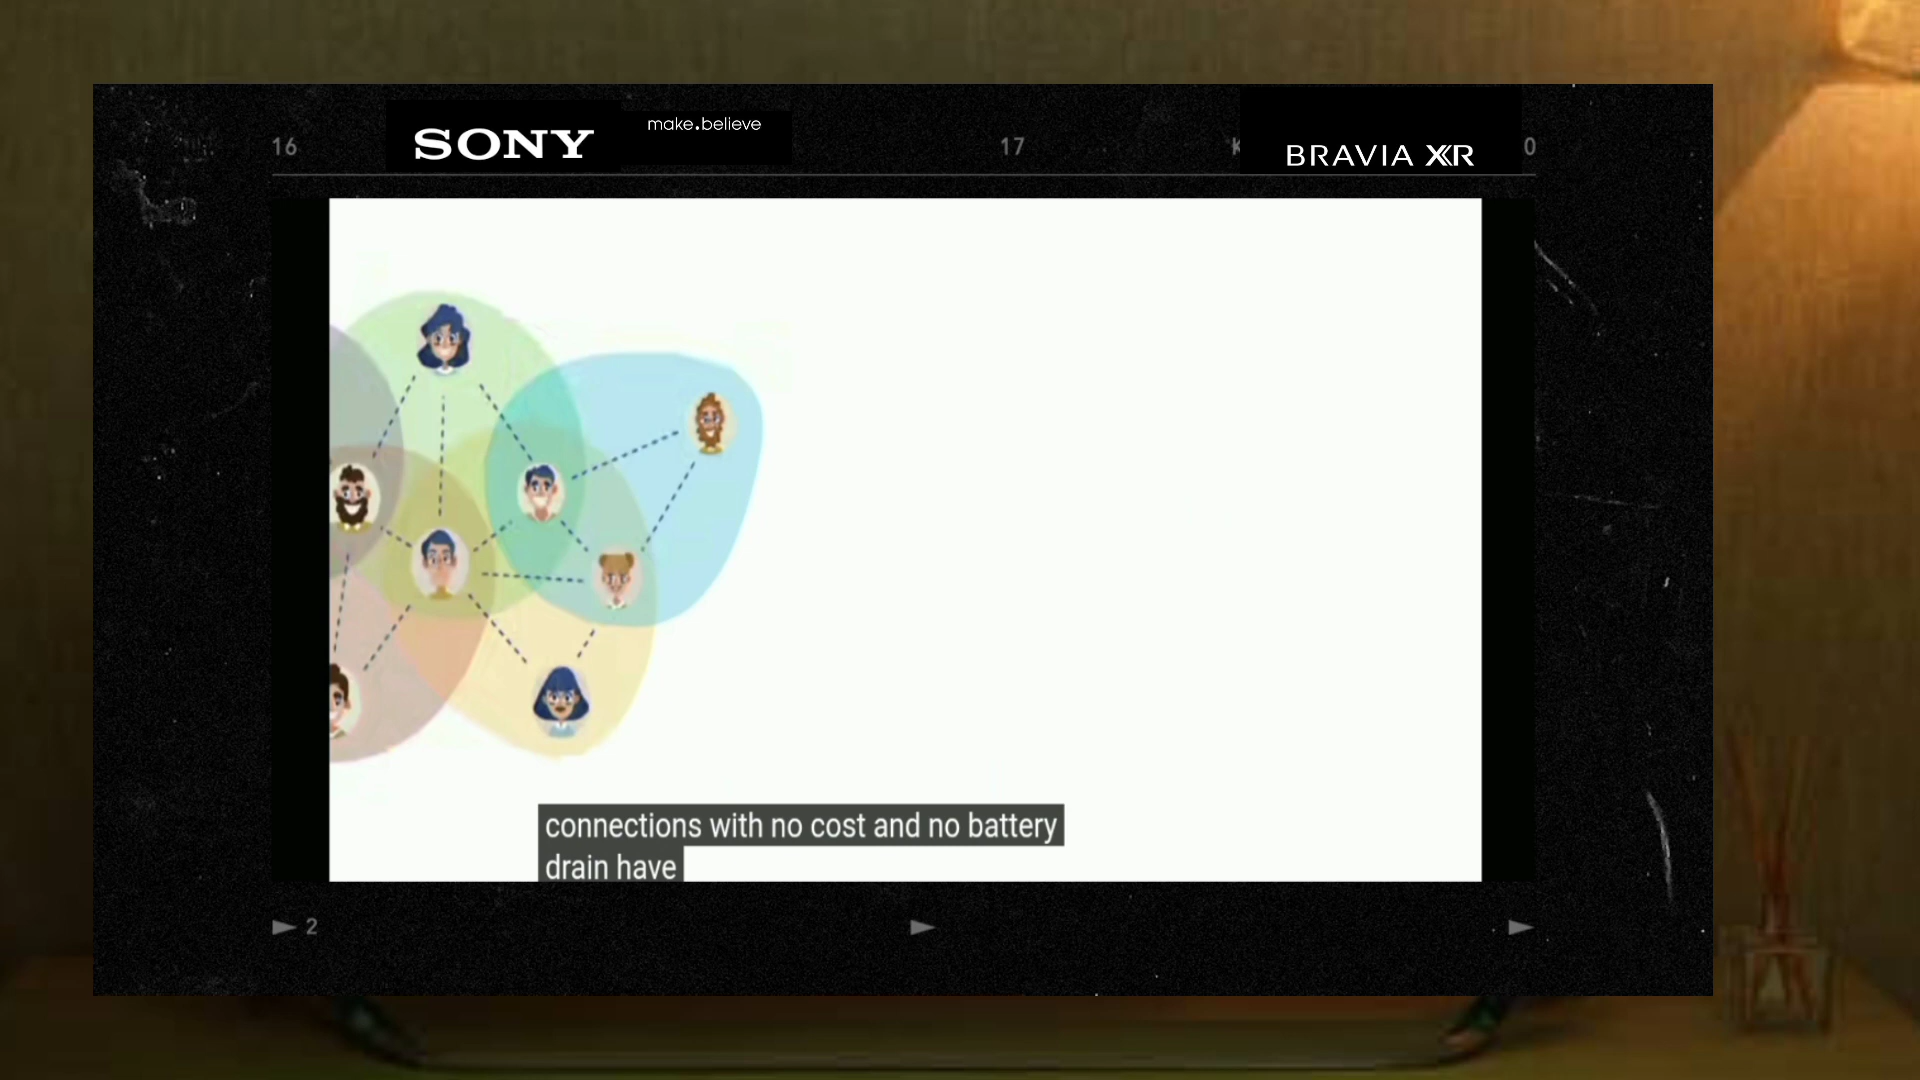 16
SONY
make.believe
17
K
BRAVIA XR
0
connections with no cost and no battery
drain have
2